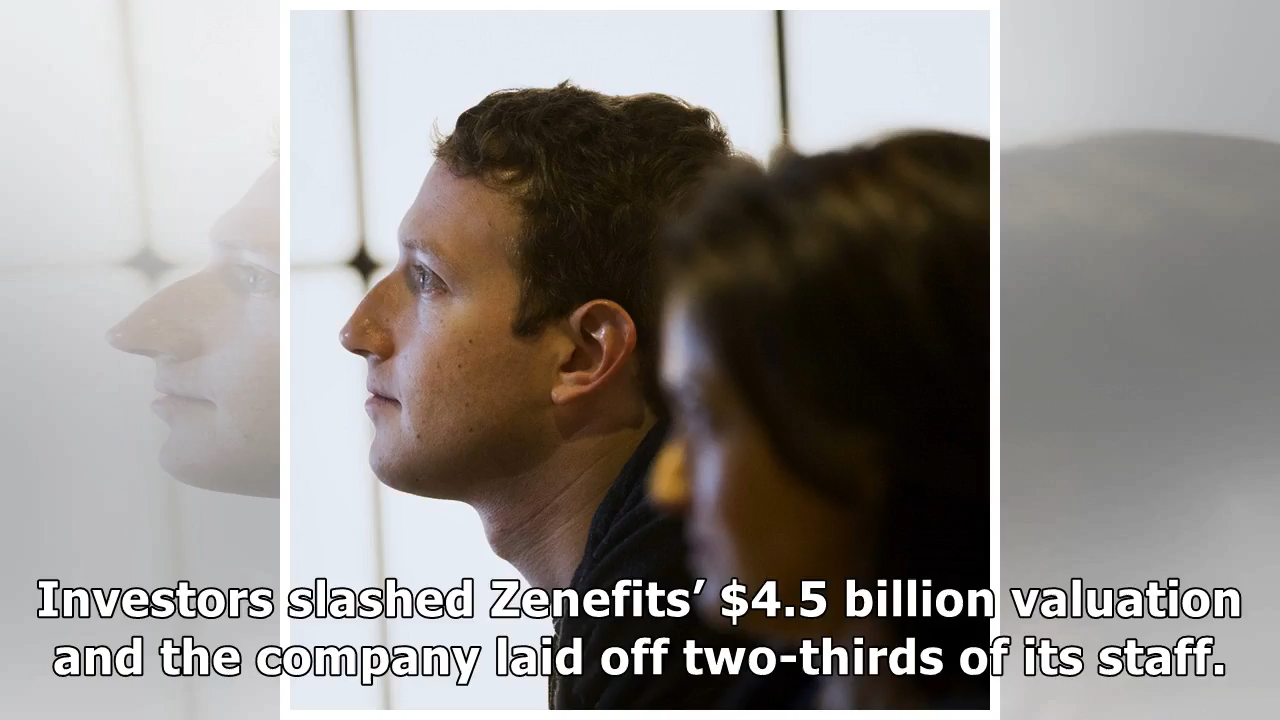 Investors slashed Zenefits’ $4.5 billion valuation
and the company laid off two-thirds of its staff.